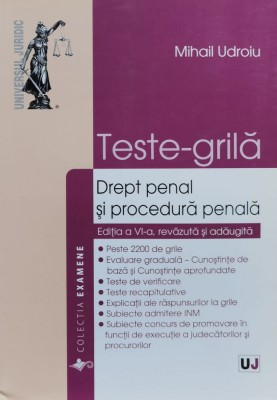 UNIVERSUL JURIDIC
Mihail Udroiu
Teste-grilă
Drept penal
și procedură penală
Ediția a VI-a, revăzută și adăugită
• Peste 2200 de grile
• Evaluare graduală – Cunoștințe de
bază și Cunoștințe aprofundate
• Teste de verificare
• Teste recapitulative
• Explicații ale răspunsurilor la grile
• Subiecte admitere INM
• Subiecte concurs de promovare în
funcții de execuție a judecătorilor și
procurorilor
COLECȚIA EXAMENE
UJ